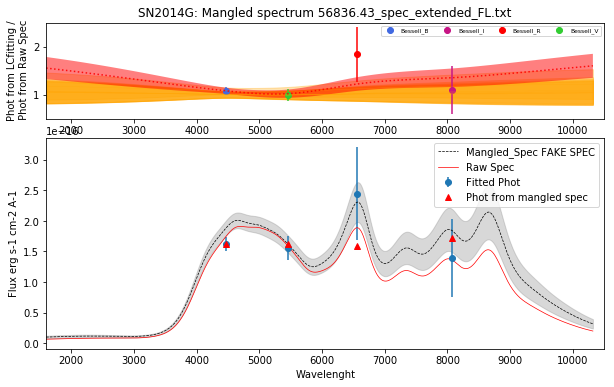 SN2014G: Mangled spectrum 56836.43_spec_extended_FL.txt
Phot from LCfitting /
Phot from Raw Spec
2
1
Bessell_B
Bessell_I
Bessell_R
Bessell_V
2000 3000 4000 5000 6000 7000 8000 9000 10000
1e−16
Flux erg s-1 cm-2 A-1
3.0
2.5
2.0
1.5
1.0
0.5
0.0
Mangled_Spec FAKE SPEC
Raw Spec
Fitted Phot
Phot from mangled spec
2000 3000 4000 5000 6000 7000 8000 9000 10000
Wavelenght